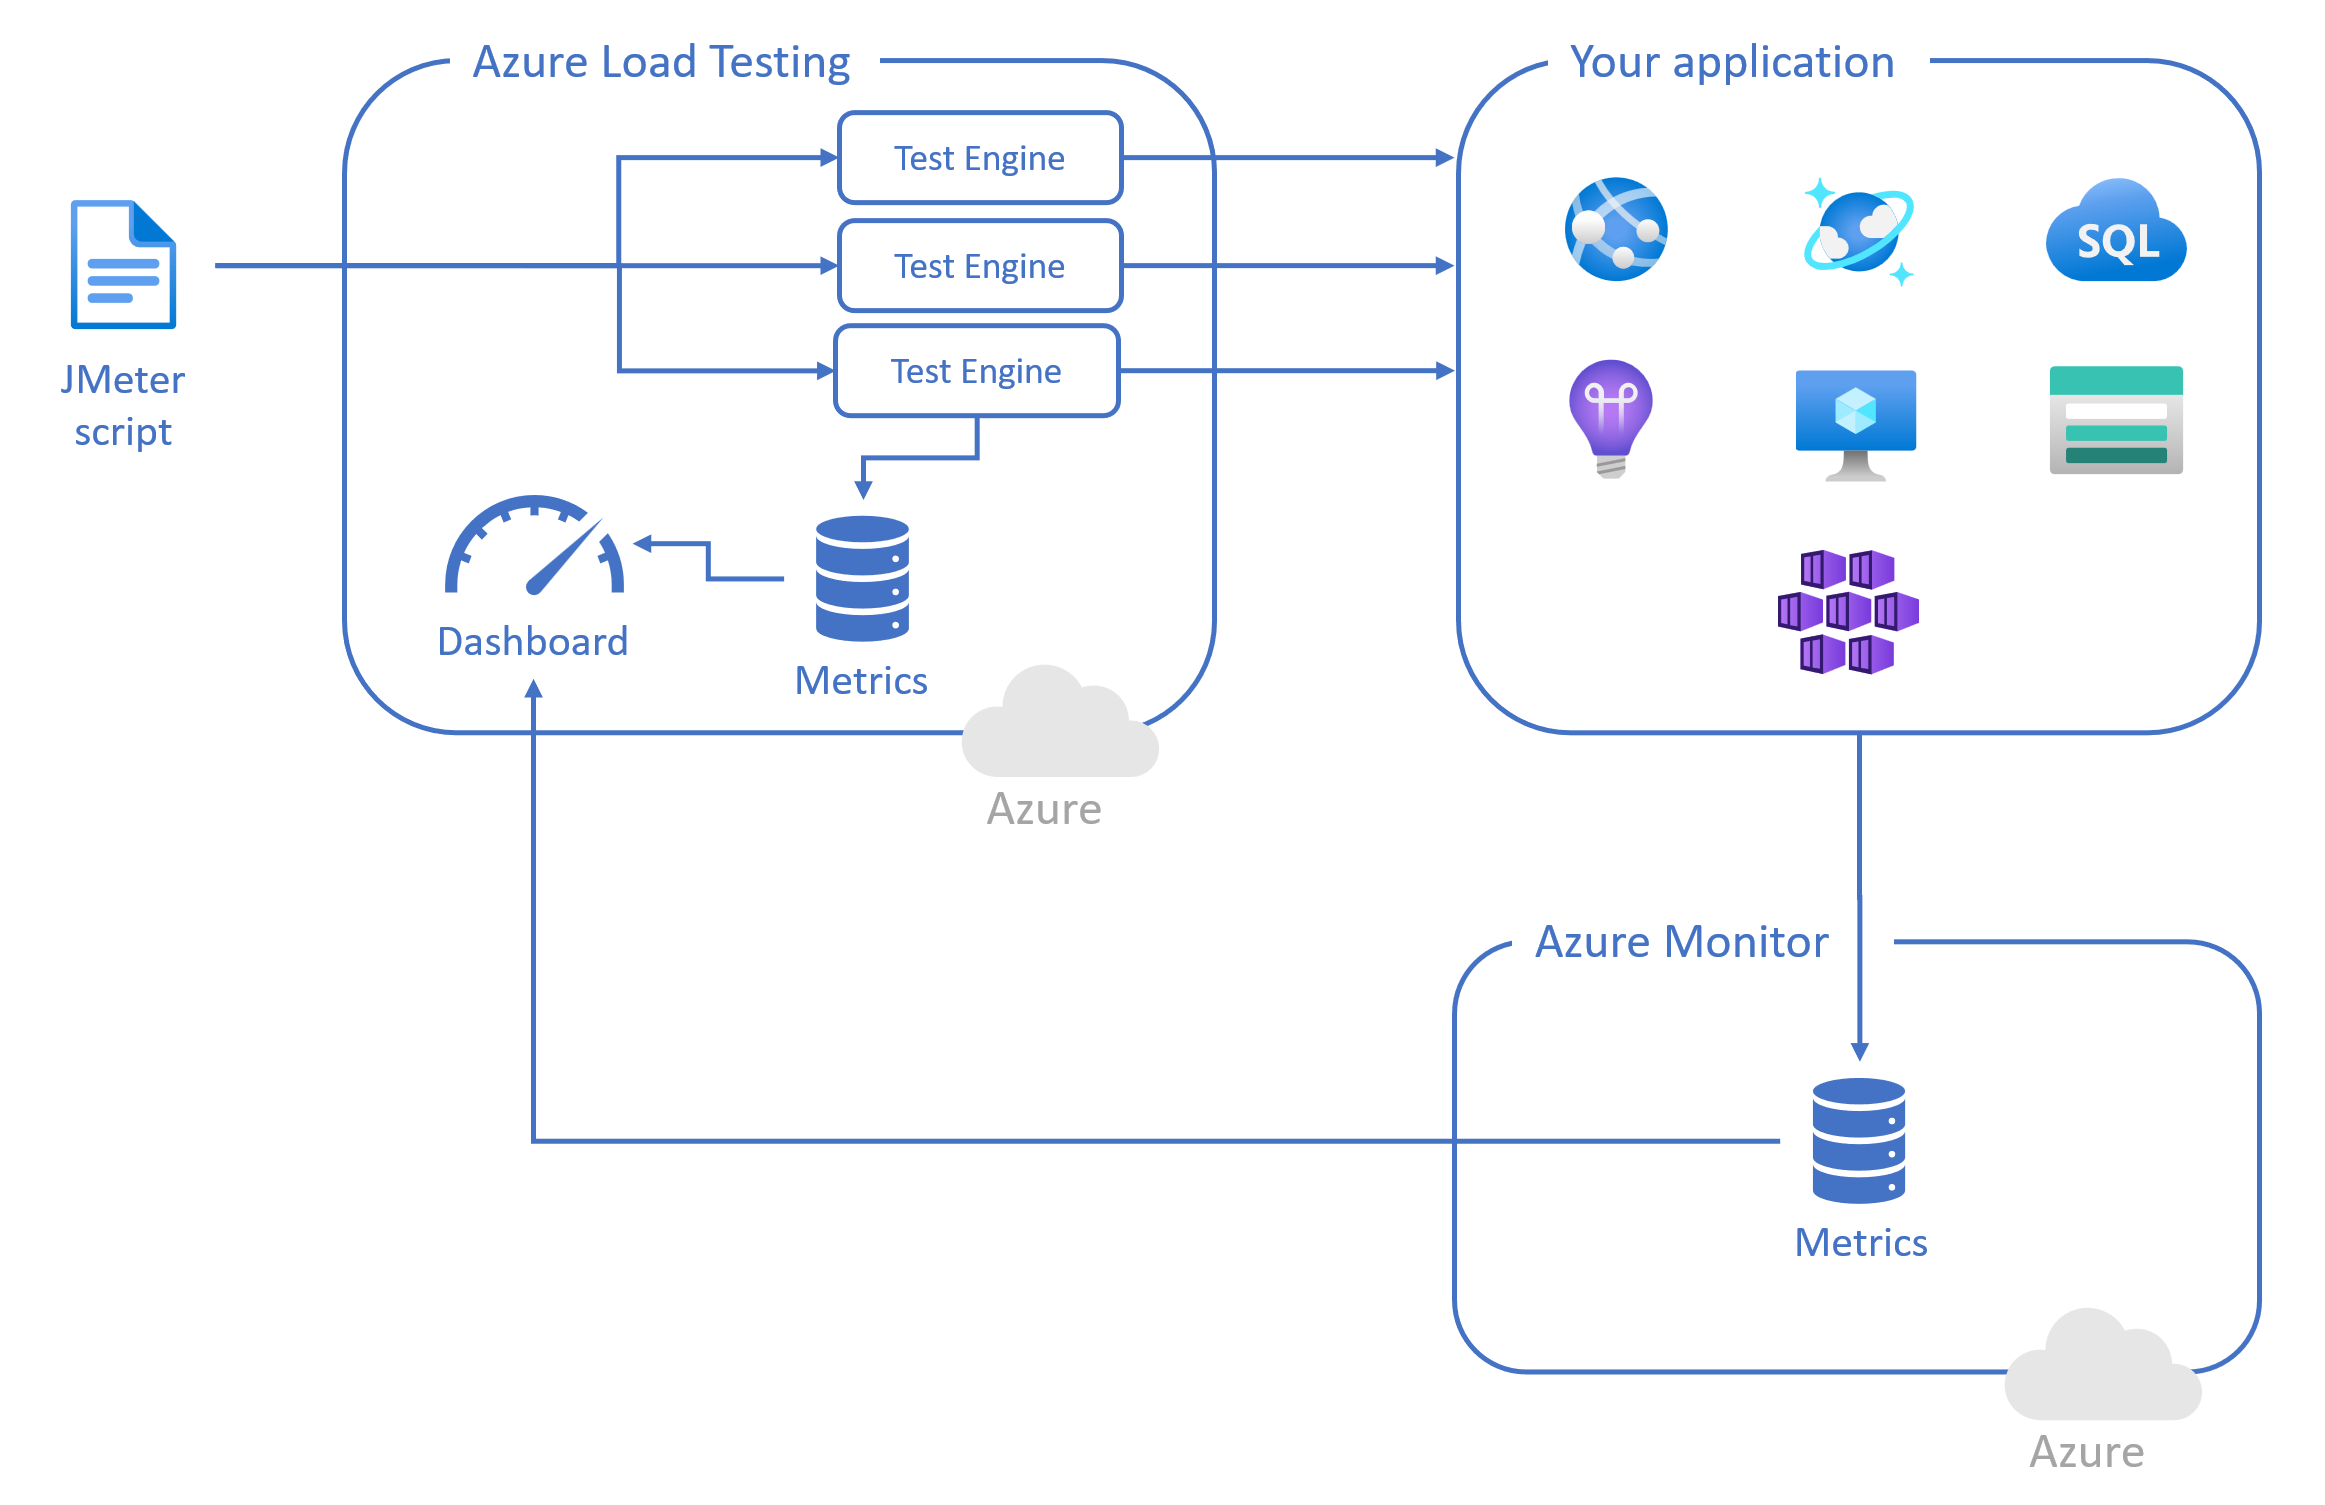 Azure Load Testing
Your application
Test Engine
Test Engine
Test Engine
SQL
JMeter
script
Dashboard
Metrics
Azure
Azure Monitor
Metrics
Azure